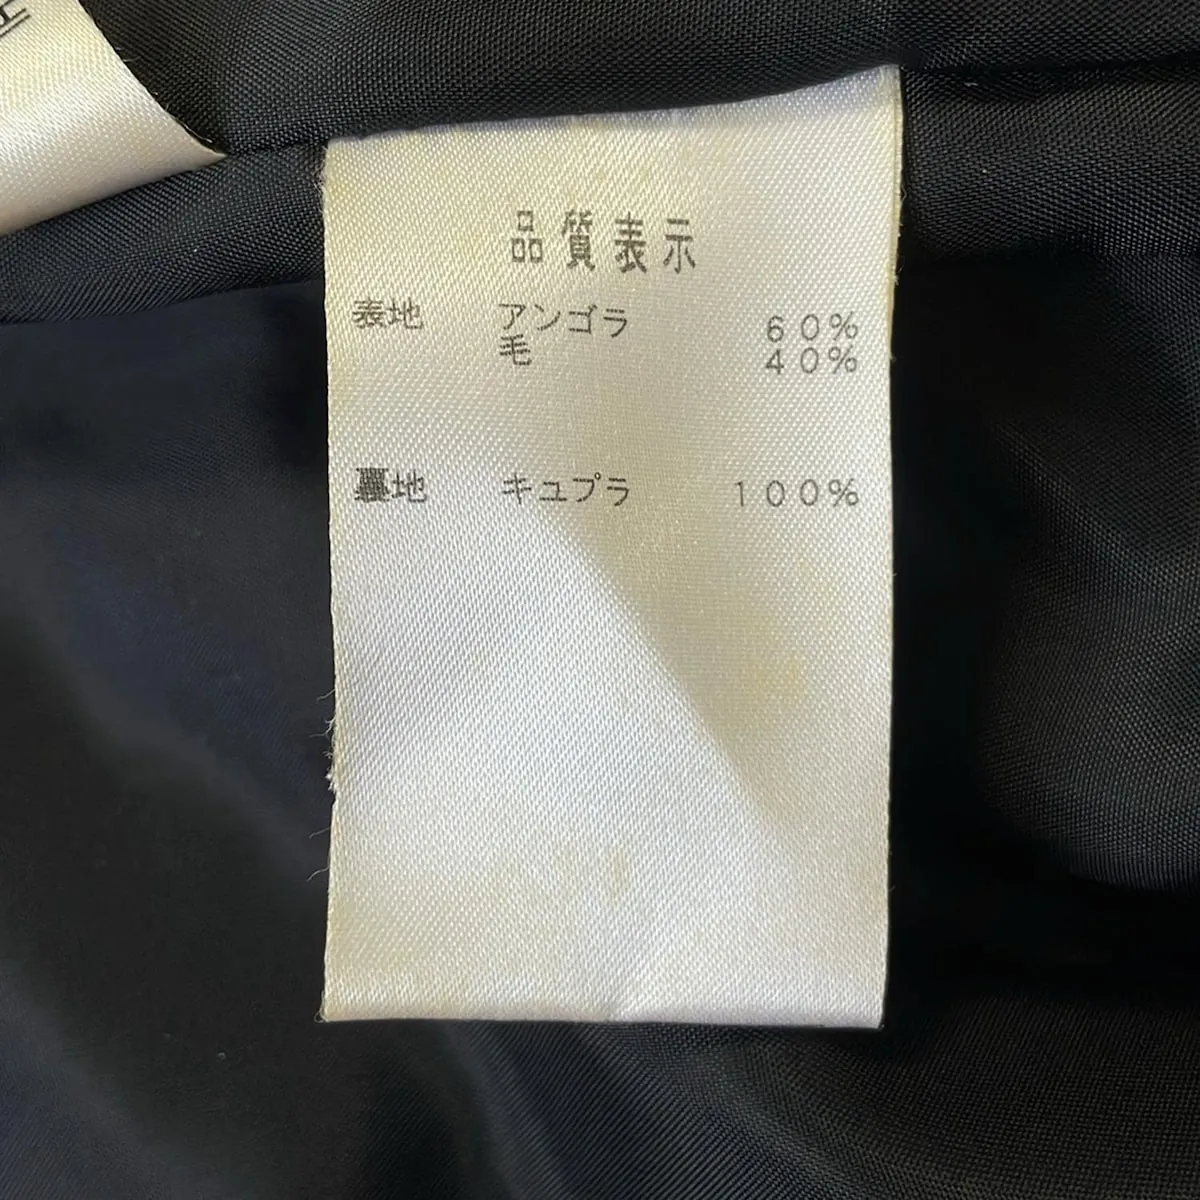 品質表示
表地 アンゴラ 60%
毛 40%
裏地 キュプラ 100%